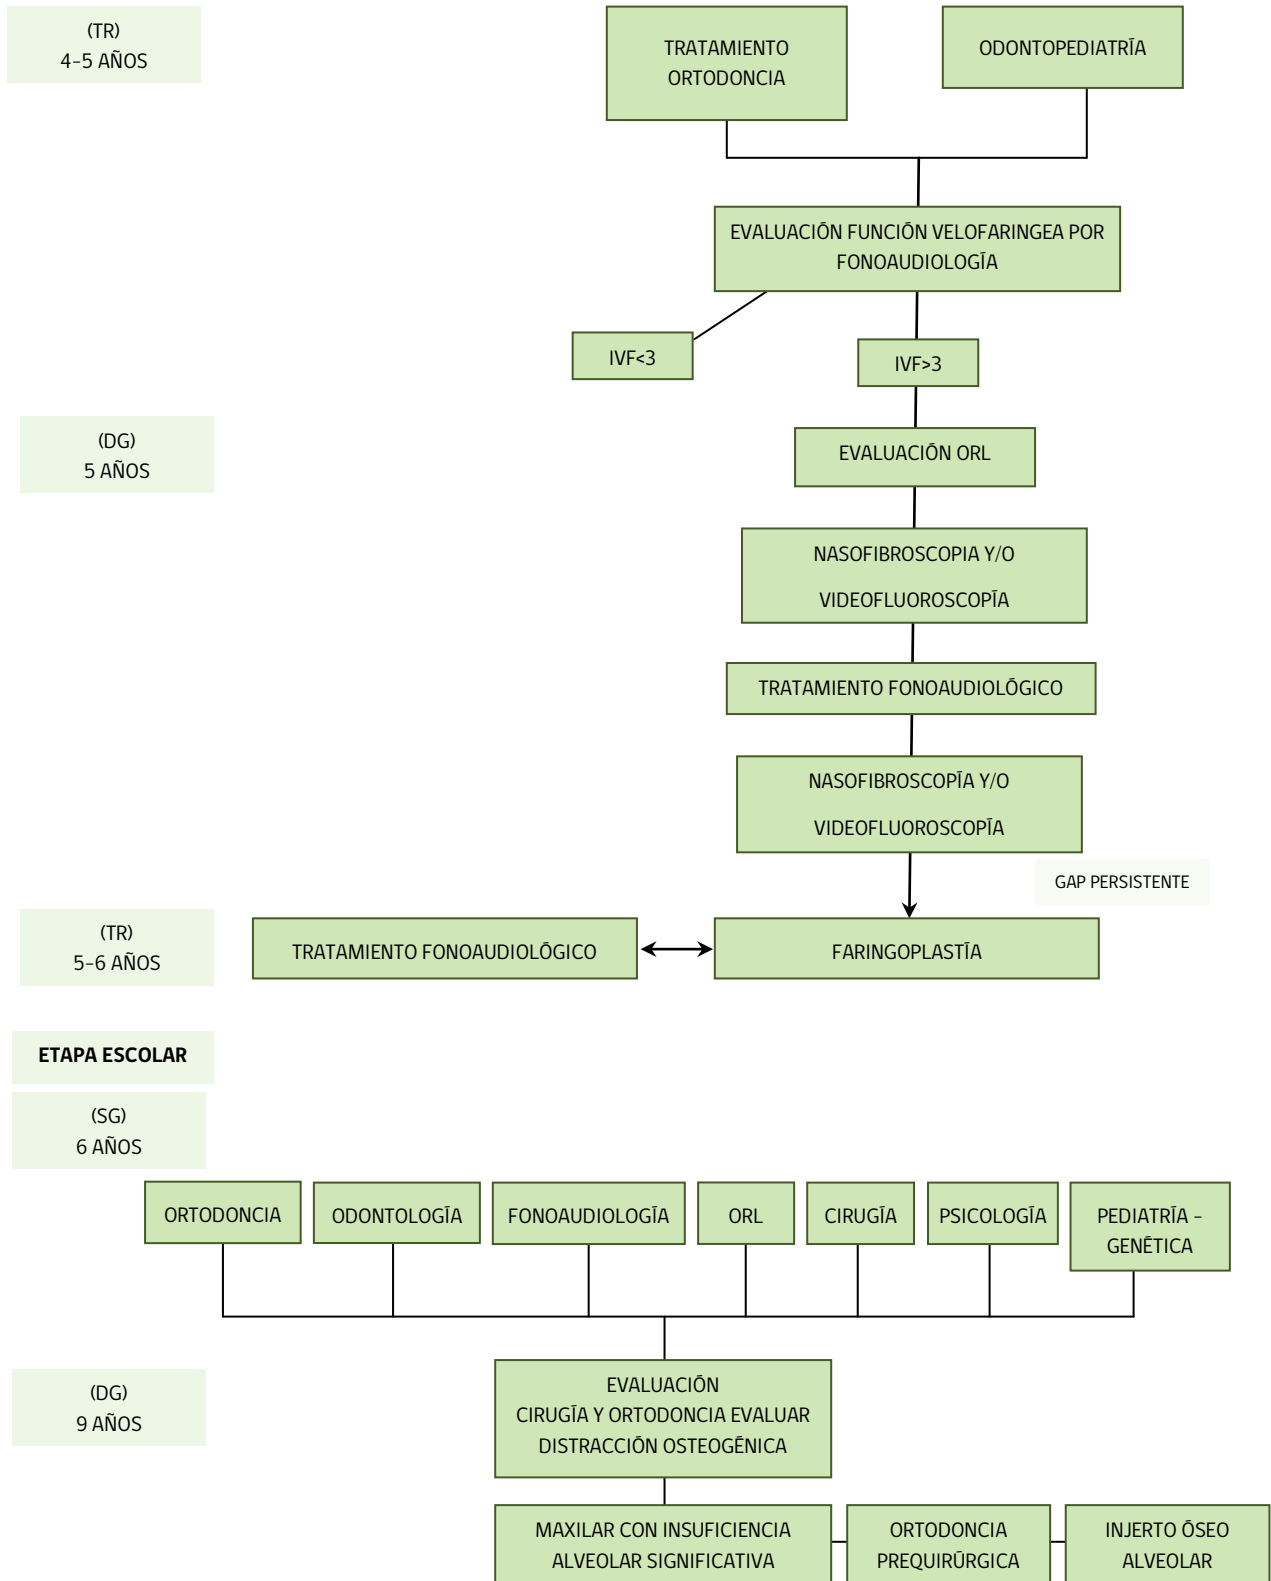 (TR)
4-5 AÑOS
TRATAMIENTO
ORTODONCIA
ODONTOPEDIATRÍA
EVALUACIÓN FUNCIÓN VELOFARINGEA POR
FONOAUDIOLOGÍA
IVF<3
IVF>3
(DG)
5 AÑOS
EVALUACIÓN ORL
NASOFIBROSCOPIA Y/O
VIDEOFLUOROSCOPÍA
TRATAMIENTO FONOAUDIOLÓGICO
NASOFIBROSCOPÍA Y/O
VIDEOFLUOROSCOPÍA
GAP PERSISTENTE
(TR)
5-6 AÑOS
TRATAMIENTO FONOAUDIOLÓGICO
FARINGOPLASTÍA
ETAPA ESCOLAR
(SG)
6 AÑOS
ORTODONCIA
ODONTOLOGÍA
FONOAUDIOLOGÍA
ORL
CIRUGÍA
PSICOLOGÍA
PEDIATRÍA -
GENÉTICA
(DG)
9 AÑOS
EVALUACIÓN
CIRUGÍA Y ORTODONCIA EVALUAR
DISTRACCIÓN OSTEOGÉNICA
MAXILAR CON INSUFICIENCIA
ALVEOLAR SIGNIFICATIVA
ORTODONCIA
PREQUIRÚRGICA
INJERTO ÓSEO
ALVEOLAR